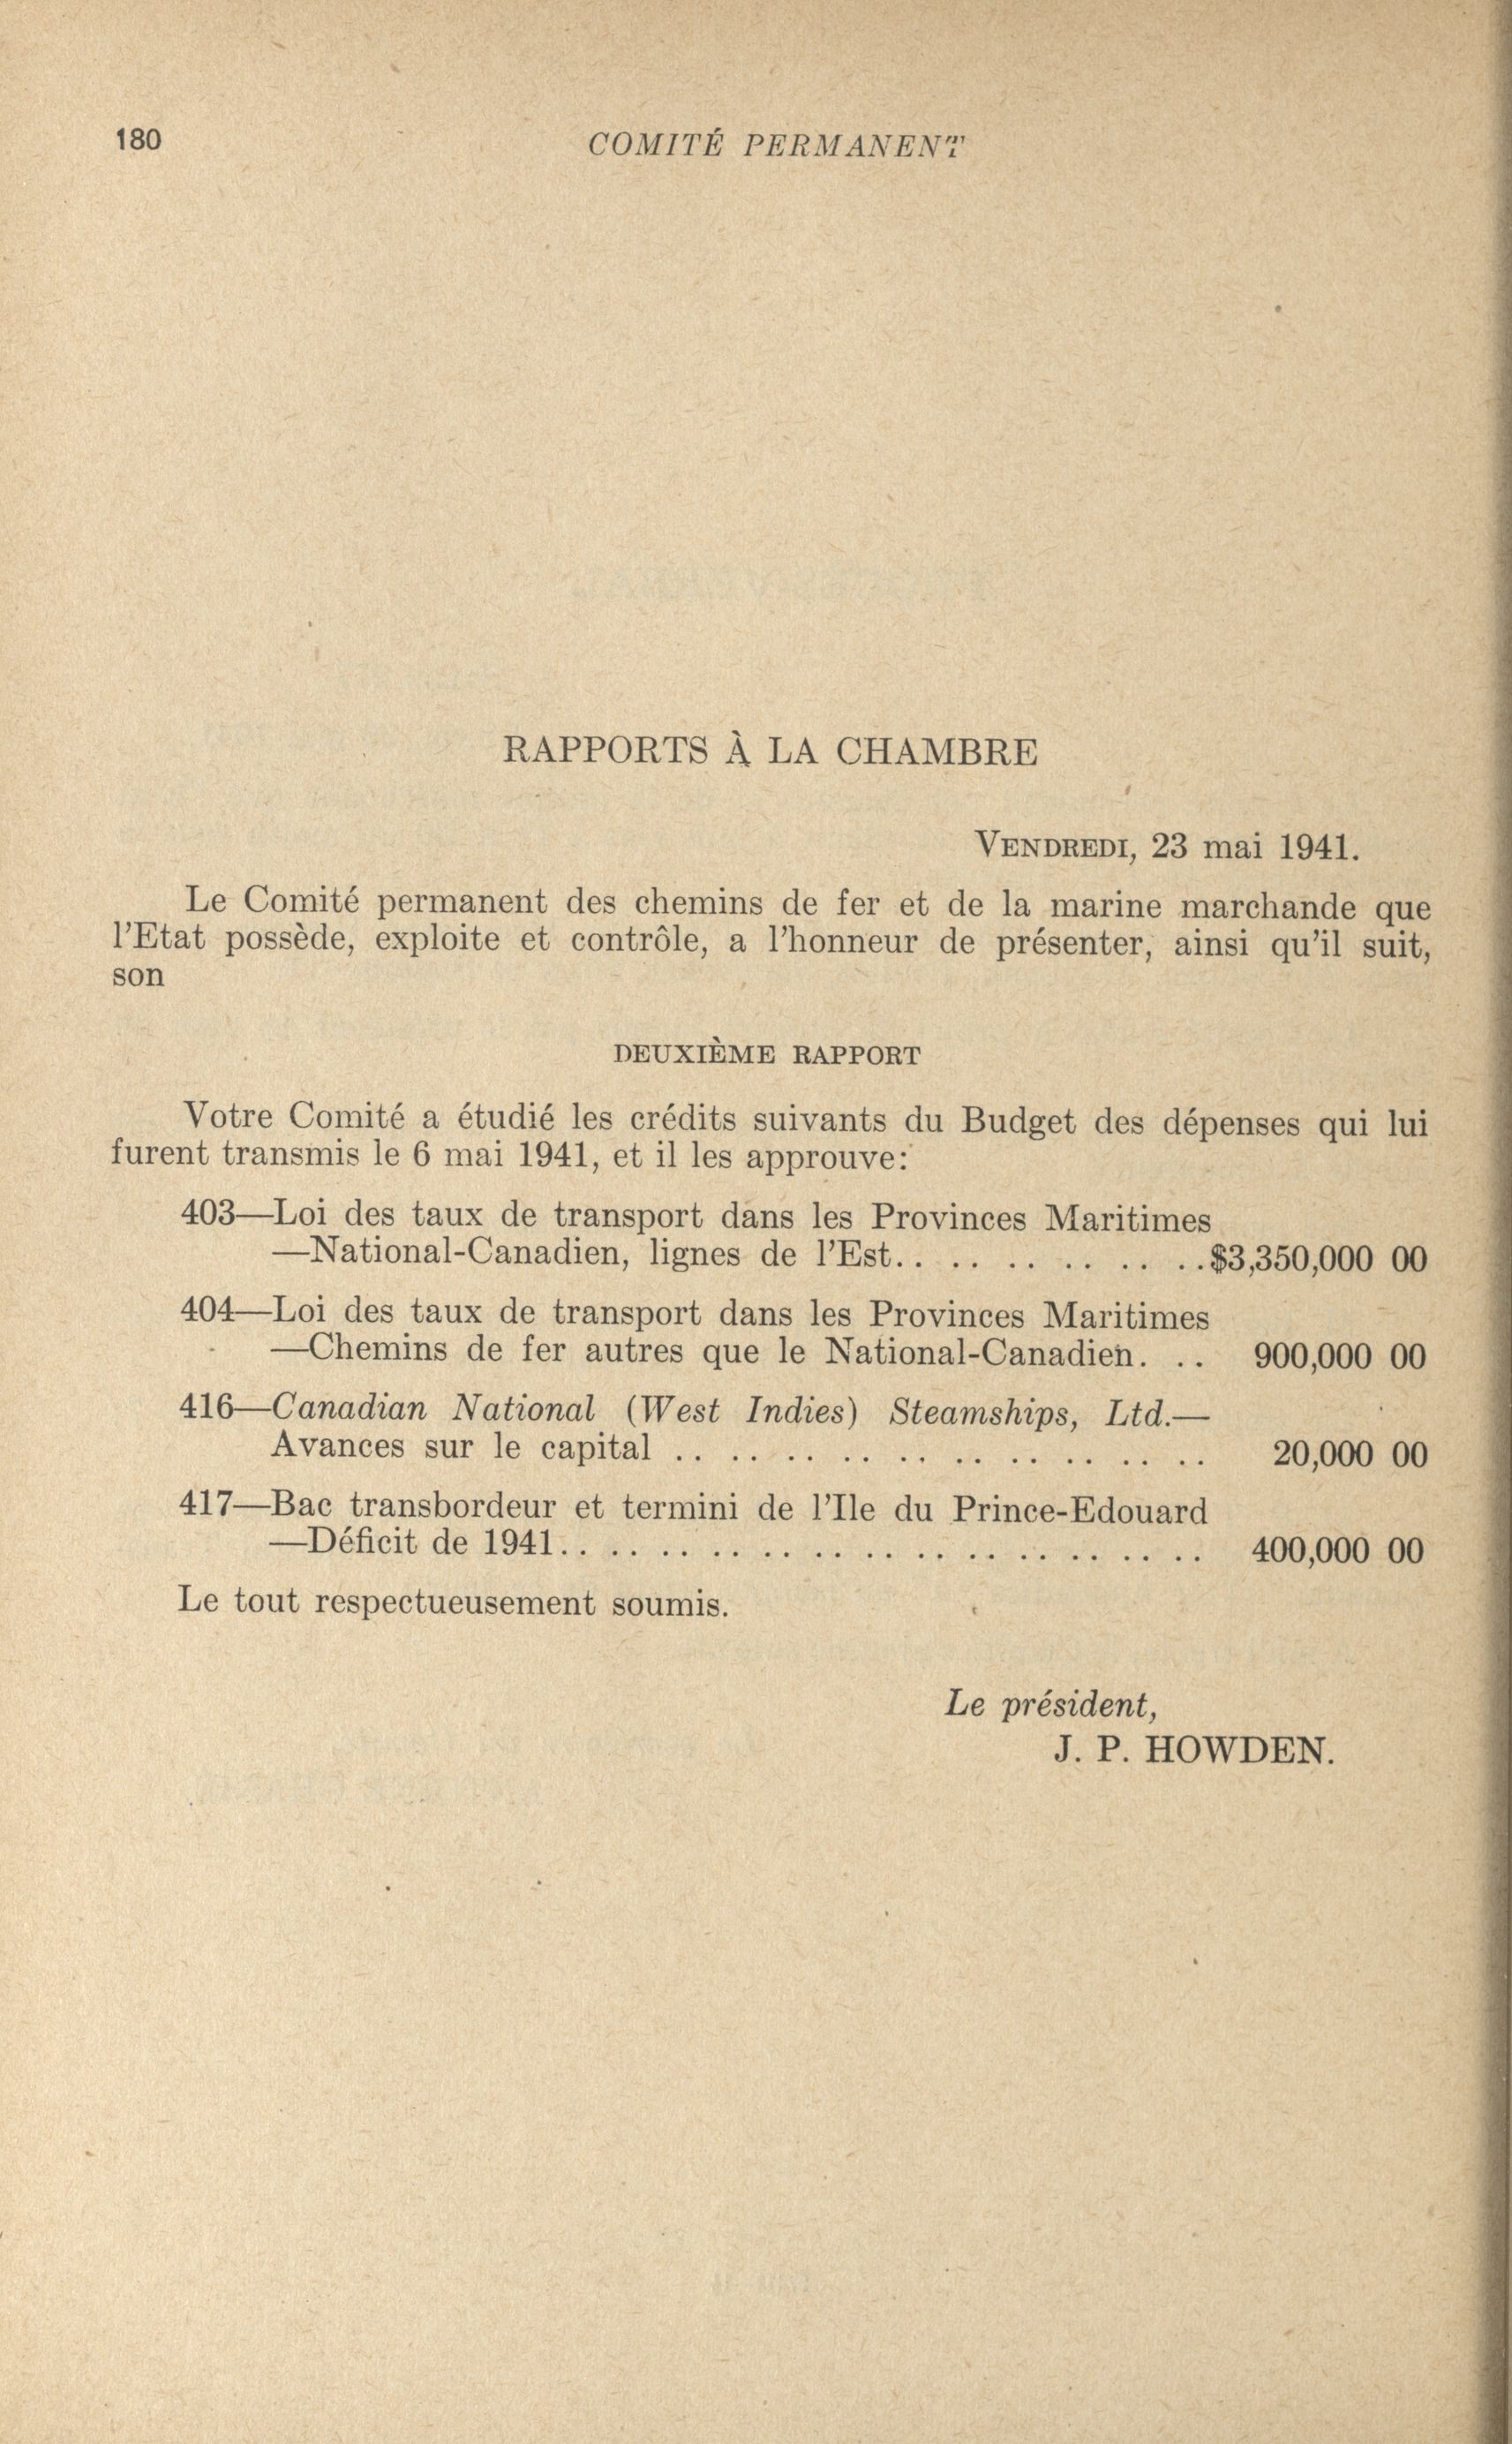 180
COMITÉ PERMANENT
RAPPORTS À LA CHAMBRE
VENDREDI, 23 mai 1941.
Le Comité permanent des chemins de fer et de la marine marchande que
l'Etat possède, exploite et contrôle, a l'honneur de présenter, ainsi qu'il suit,
son
DEUXIÈME RAPPORT
Votre Comité a étudié les crédits suivants du Budget des dépenses qui lui
furent transmis le 6 mai 1941, et il les approuve:
403—Loi des taux de transport dans les Provinces Maritimes
—National-Canadien, lignes de l'Est.. .. .. .. .. .. ..$3,350,000 00
404—Loi des taux de transport dans les Provinces Maritimes
—Chemins de fer autres que le National-Canadien. .. 900,000 00
416—Canadian National (West Indies) Steamships, Ltd.—
Avances sur le capital .. .. .. .. .. .. .. .. .. .. 20,000 00
417—Bac transbordeur et termini de l'Ile du Prince-Edouard
—Déficit de 1941.. .. .. .. .. .. .. .. .. .. .. .. .. 400,000 00
Le tout respectueusement soumis.
Le président,
J. P. HOWDEN.